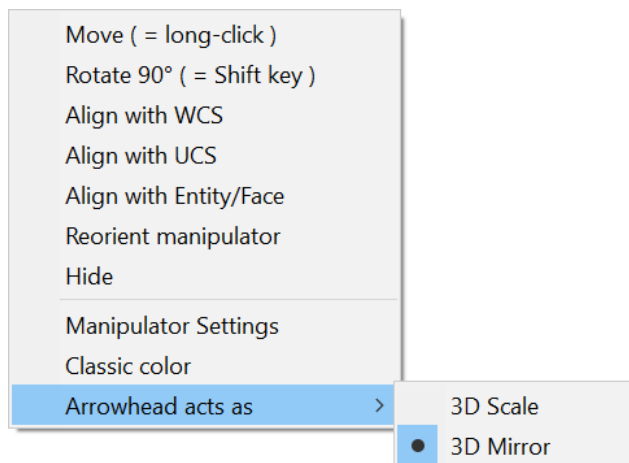 Move ( = long-click )
Rotate 90° ( = Shift key )
Align with WCS
Align with UCS
Align with Entity/Face
Reorient manipulator
Hide
Manipulator Settings
Classic color
Arrowhead acts as
3D Scale
3D Mirror